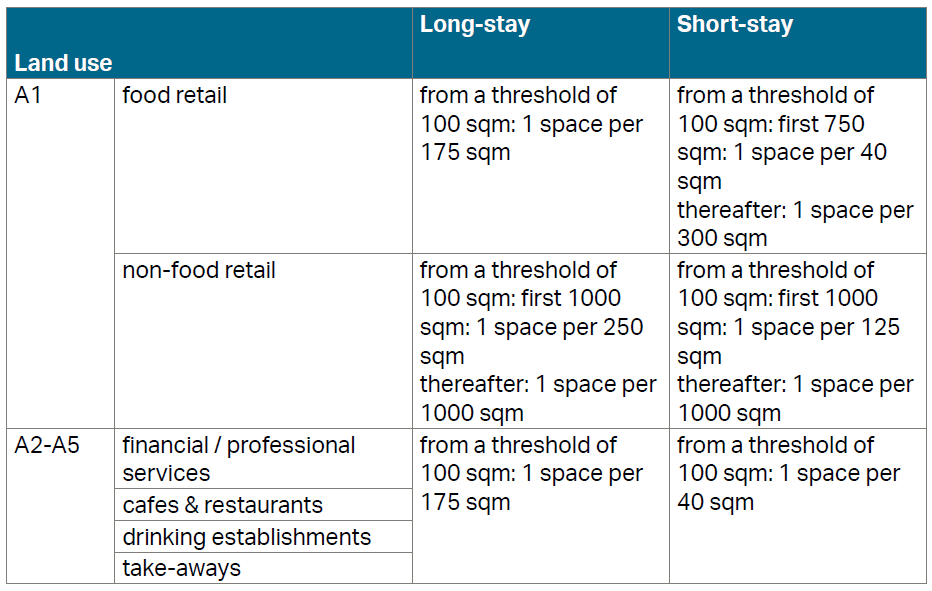 Long-stay
Short-stay
Land use
A1
food retail
from a threshold of
100 sqm: 1 space per
175 sqm
from a threshold of
100 sqm: first 750
sqm: 1 space per 40
sqm
thereafter: 1 space per
300 sqm
non-food retail
from a threshold of
100 sqm: first 1000
sqm: 1 space per 250
sqm
thereafter: 1 space per
1000 sqm
from a threshold of
100 sqm: first 1000
sqm: 1 space per 125
sqm
thereafter: 1 space per
1000 sqm
A2-A5
financial / professional
services
cafes & restaurants
drinking establishments
take-aways
from a threshold of
100 sqm: 1 space per
175 sqm
from a threshold of
100 sqm: 1 space per
40 sqm